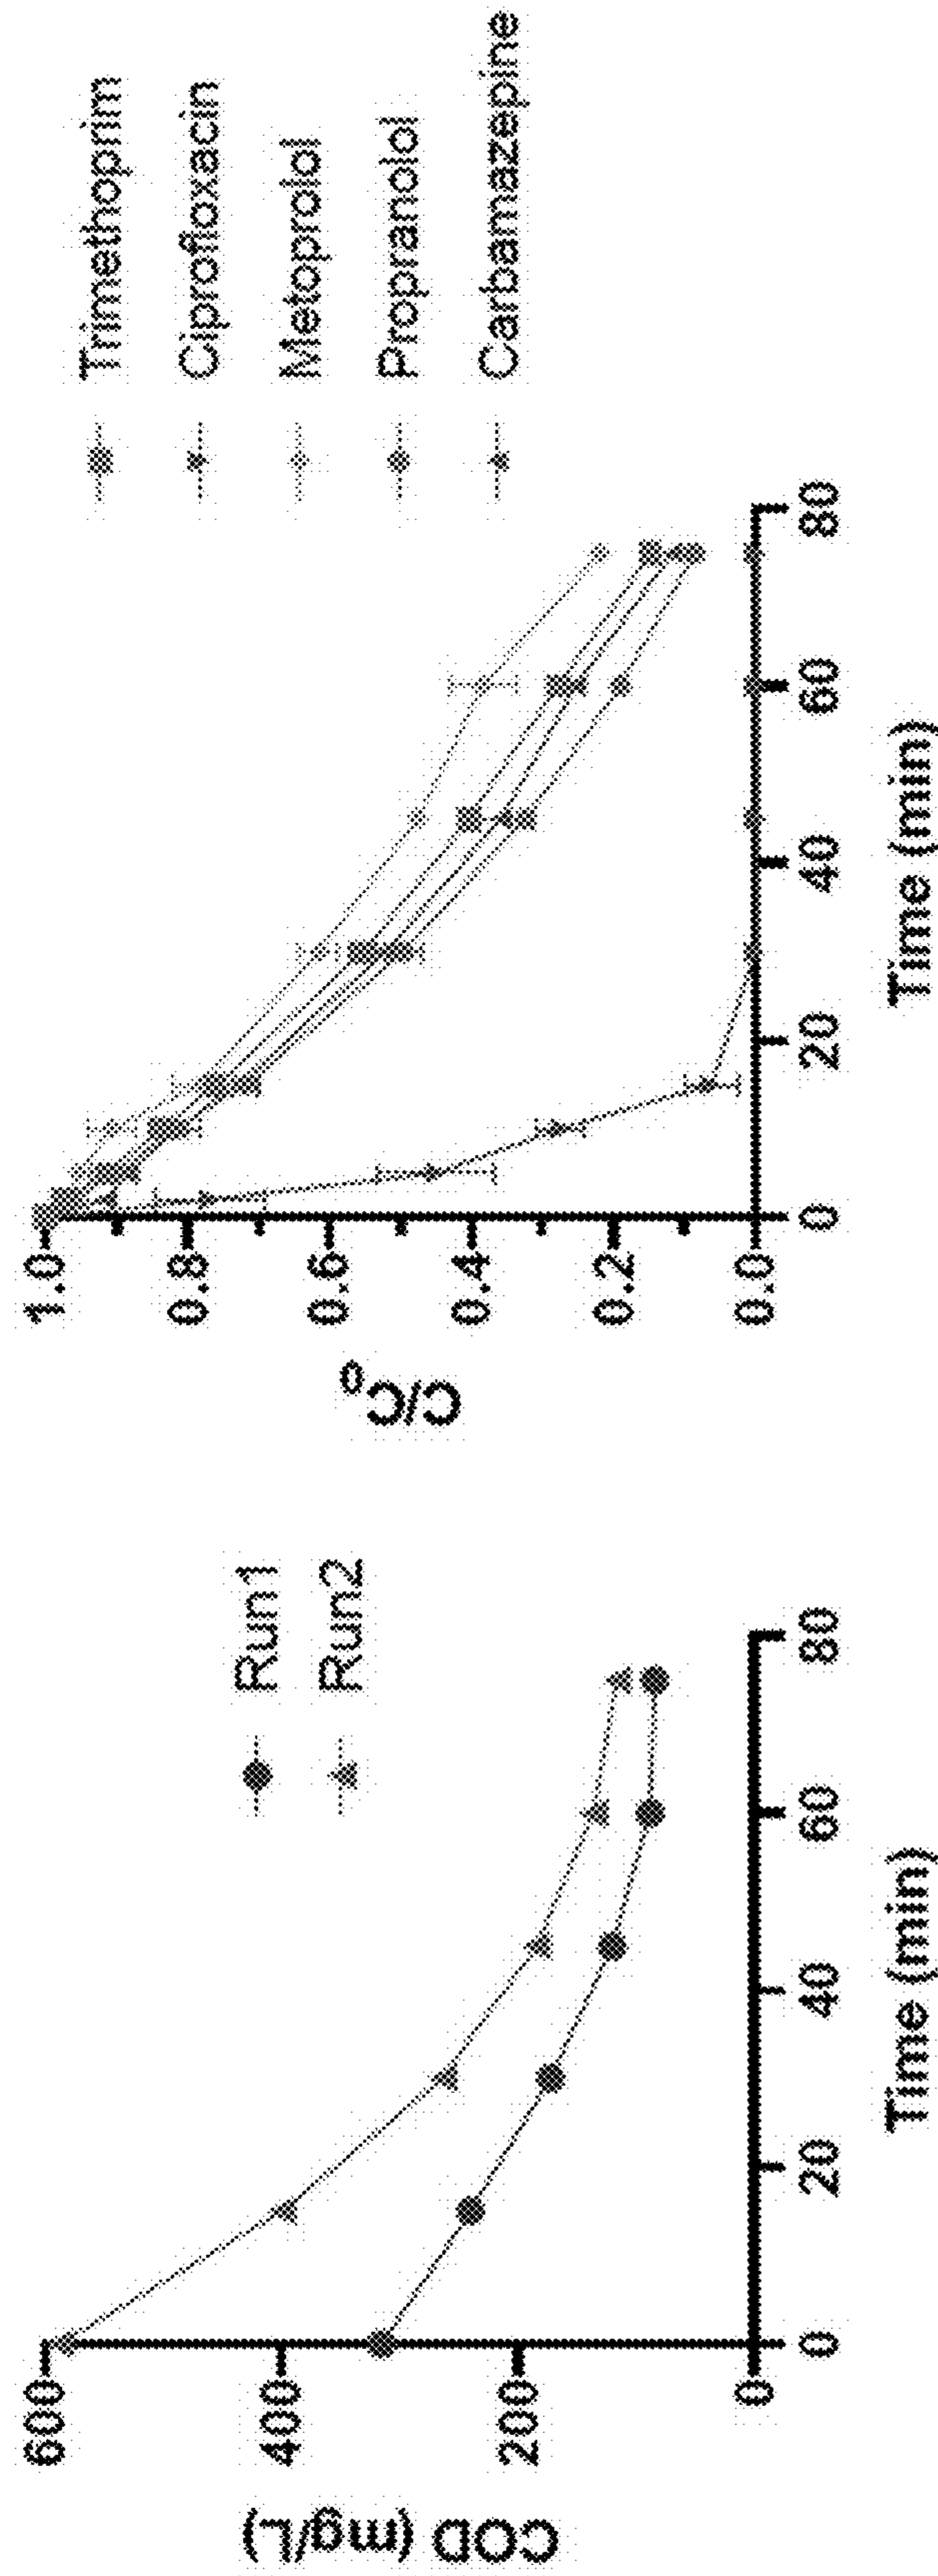 COD (mg/L)
600
400
200
0
0
20
40
60
80
Time (min)
Run1
Run2
C/C0
1.0
0.8
0.6
0.4
0.2
0.0
0
20
40
60
80
Time (min)
Trimethoprim
Ciprofloxacin
Metoprolol
Propranolol
Carbamazepine